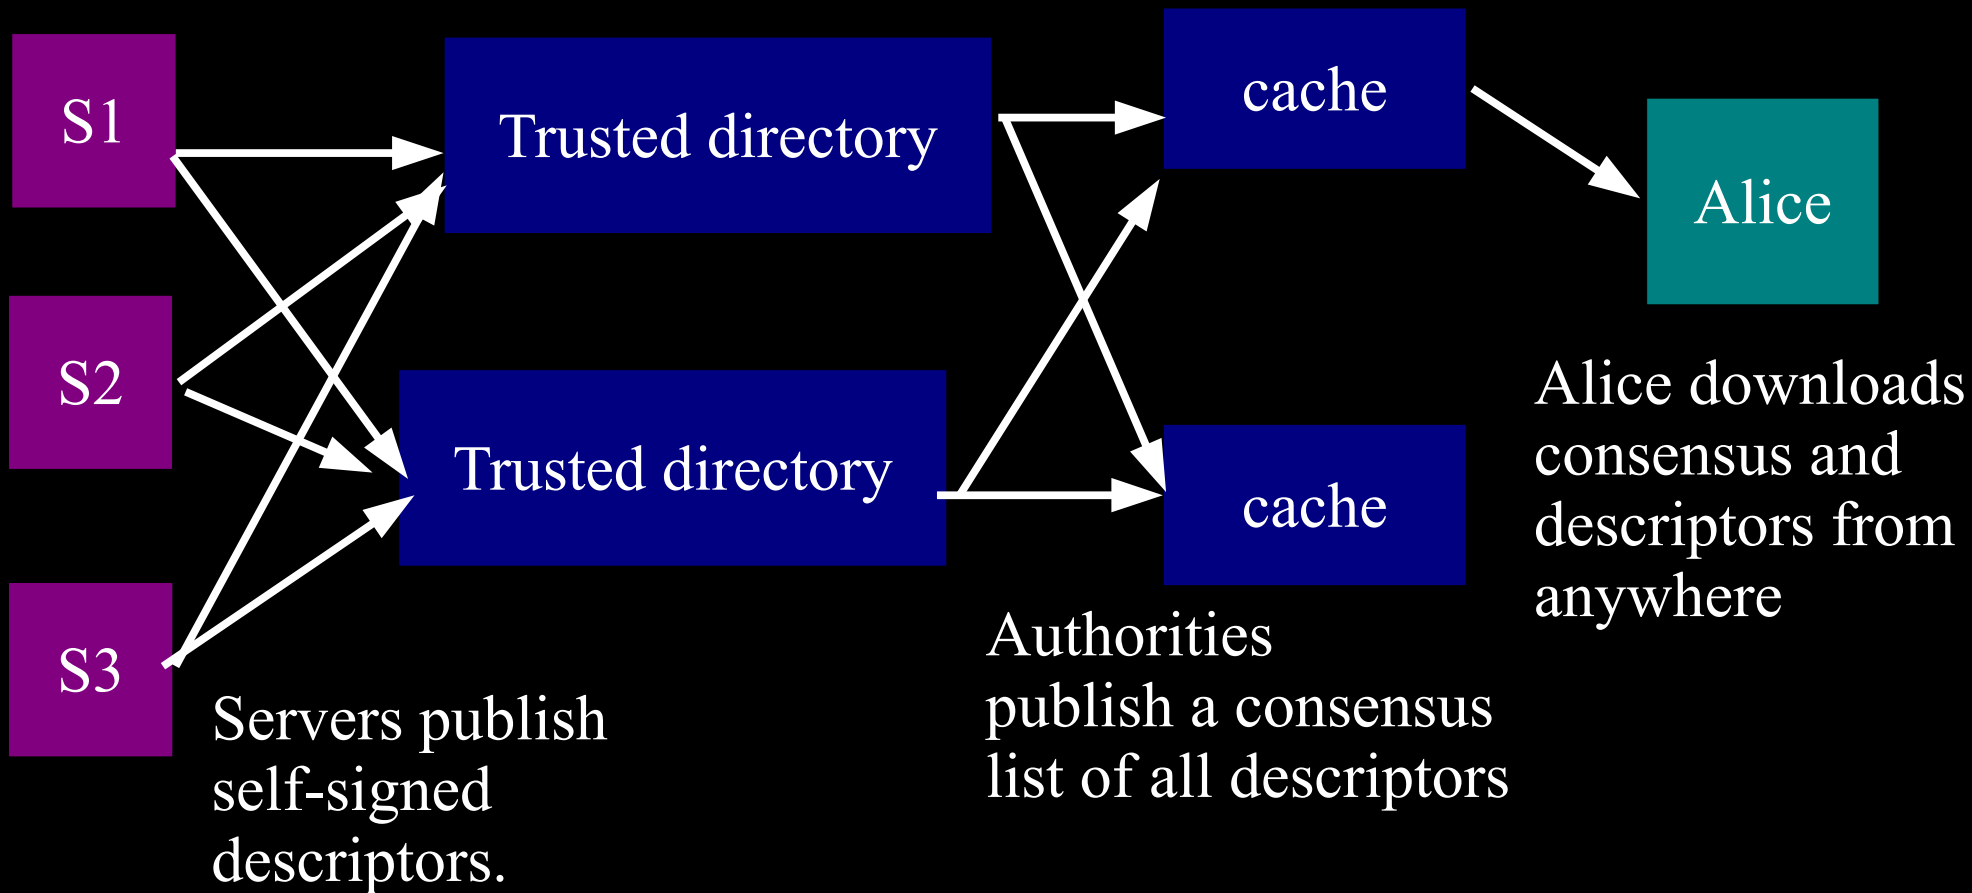 S1
S2
S3
Trusted directory
Trusted directory
cache
cache
Alice
Servers publish
self-signed
descriptors.
Authorities
publish a consensus
list of all descriptors
Alice downloads
consensus and
descriptors from
anywhere